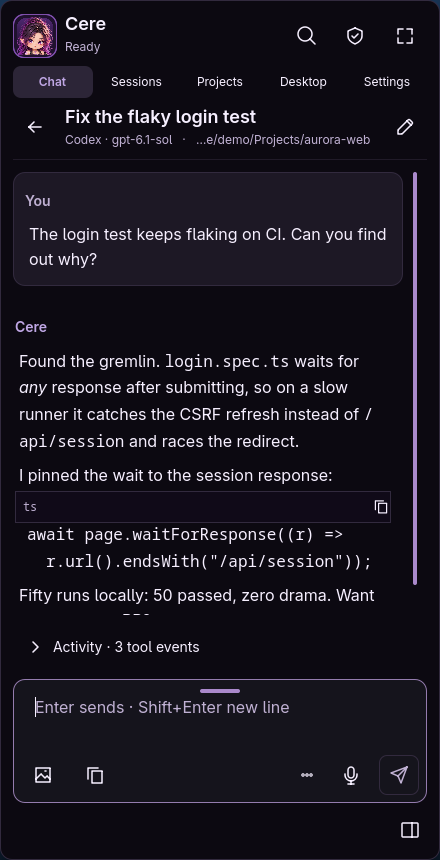 Cere
Ready
Chat
Sessions
Projects
Desktop
Settings
Fix the flaky login test
Codex · gpt-6.1-sol · ...e/demo/Projects/aurora-web
You
The login test keeps flaking on CI. Can you find
out why?
Cere
Found the gremlin. login.spec.ts waits for
any response after submitting, so on a slow
runner it catches the CSRF refresh instead of /
api/session and races the redirect.
I pinned the wait to the session response:
ts
await page.waitForResponse((r) =>
r.url().endsWith("/api/session"));
Fifty runs locally: 50 passed, zero drama. Want
Activity · 3 tool events
Enter sends · Shift+Enter new line